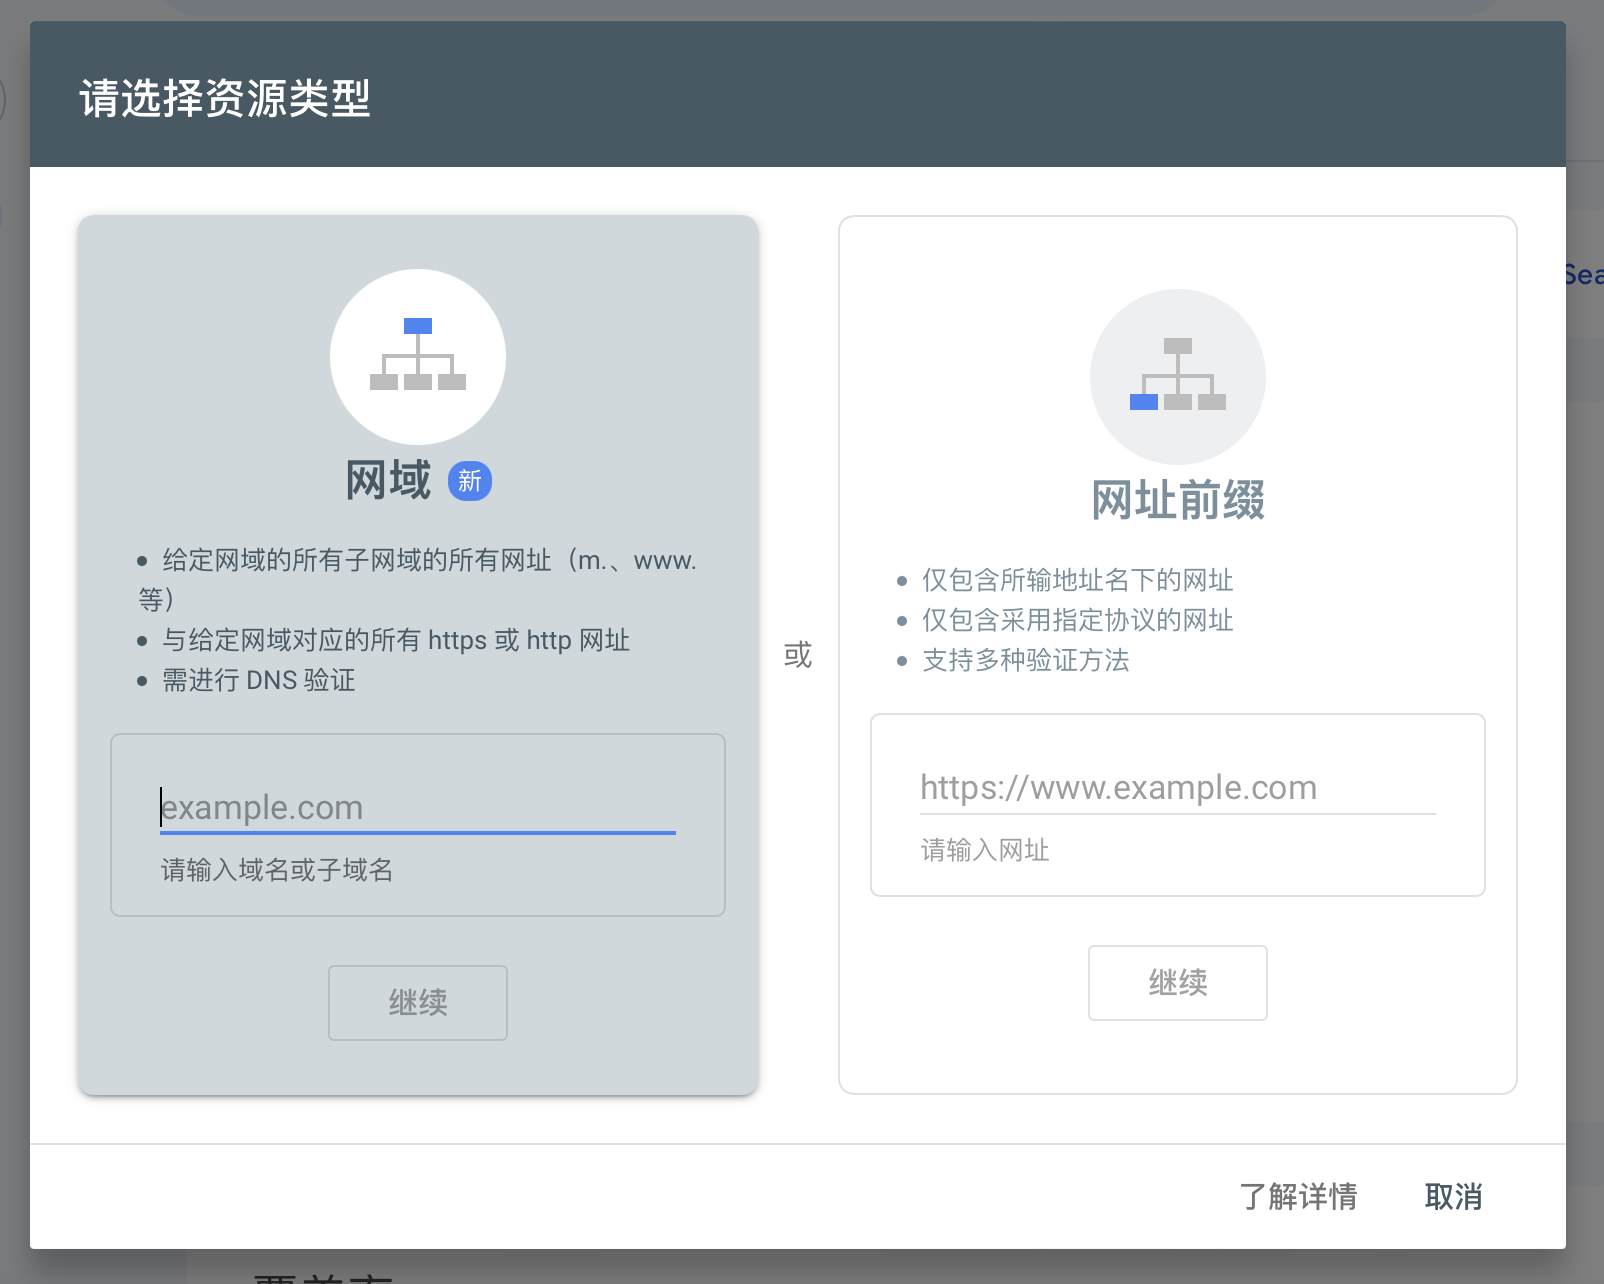 请选择资源类型
网域 新
给定网域的所有子网域的所有网址（m.、www.
等）
与给定网域对应的所有 https 或 http 网址
需进行 DNS 验证
example.com
请输入域名或子域名
继续
或
网址前缀
仅包含所输地址名下的网址
仅包含采用指定协议的网址
支持多种验证方法
https://www.example.com
请输入网址
继续
Sea
了解详情 取消